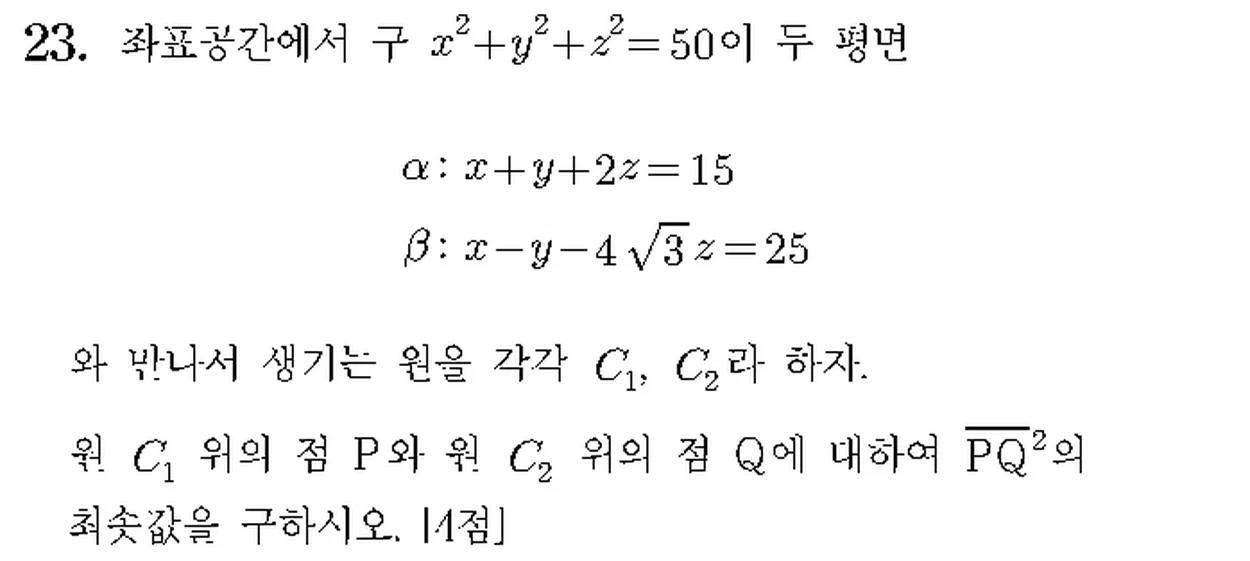 23. 좌표공간에서 구 x²+y²+z²=50이 두 평면
α: x+y+2z=15
β: x-y-4√3z=25
와 만나서 생기는 원을 각각 C₁, C₂라 하자.
원 C₁ 위의 점 P와 원 C₂ 위의 점 Q에 대하여 P̅Q̅²의
최솟값을 구하시오. [4점]